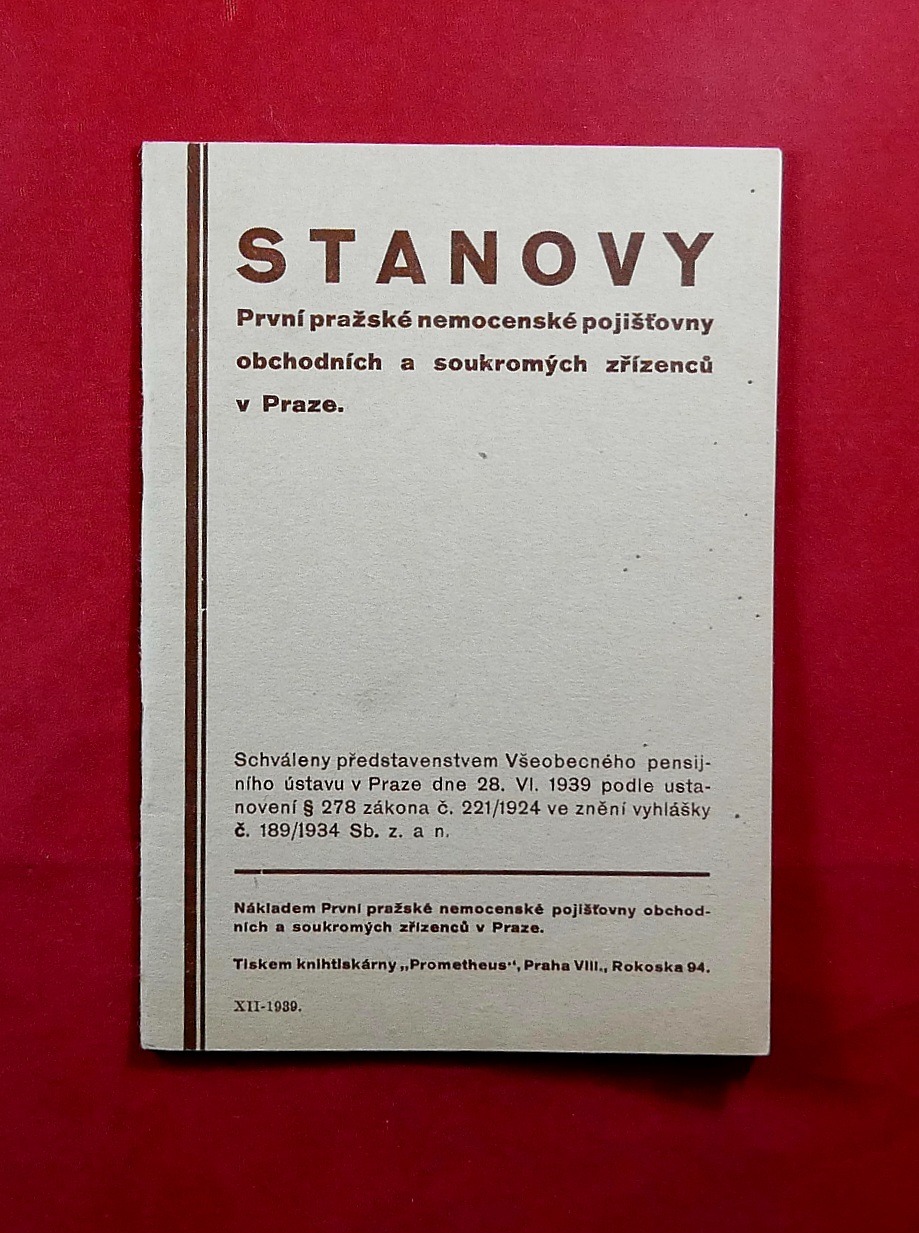 STANOVY
První pražské nemocenské pojišťovny
obchodních a soukromých zřízenců
v Praze.
Schváleny představenstvem Všeobecného pensij-
ního ústavu v Praze dne 28. VI. 1939 podle usta-
novení § 278 zákona č. 221/1924 ve znění vyhlášky
č. 189/1934 Sb. z. a n.
Nákladem První pražské nemocenské pojišťovny obchod-
ních a soukromých zřízenců v Praze.
Tiskem knihtiskárny „Prometheus“, Praha VIII., Rokoska 94.
XII-1939.